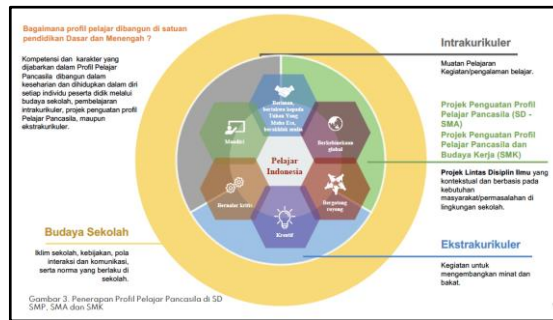 Bagaimana profil pelajar dibangun di satuan
pendidikan Dasar dan Menengah ?
Kompetensi dan karakter yang
dijabarkan dalam Profil Pelajar
Pancasila dibangun dalam
keseharian dan dihidupkan dalam diri
setiap individu peserta didik melalui
budaya sekolah, pembelajaran
intrakurikuler, projek penguatan profil
Pelajar Pancasila, maupun
ekstrakurikuler.
Intrakurikuler
Muatan Pelajaran
Kegiatan/pengalaman belajar.
Beriman,
bertakwa kepada
Tuhan Yang
Maha Esa,
berakhlak mulia
Mandiri
Berkebinekaan
global
Pelajar
Indonesia
Bernalar kritis
Bergotong
royong
Kreatif
Projek Penguatan Profil
Pelajar Pancasila (SD -
SMA)
Projek Penguatan Profil
Pelajar Pancasila dan
Budaya Kerja (SMK)
Projek Lintas Disiplin Ilmu yang
kontekstual dan berbasis pada
kebutuhan
masyarakat/permasalahan di
lingkungan sekolah.
Budaya Sekolah
Iklim sekolah, kebijakan, pola
interaksi dan komunikasi,
serta norma yang berlaku di
sekolah.
Ekstrakurikuler
Kegiatan untuk
mengembangkan minat dan
bakat.
Gambar 3. Penerapan Profil Pelajar Pancasula di SD
SMP, SMA dan SMK